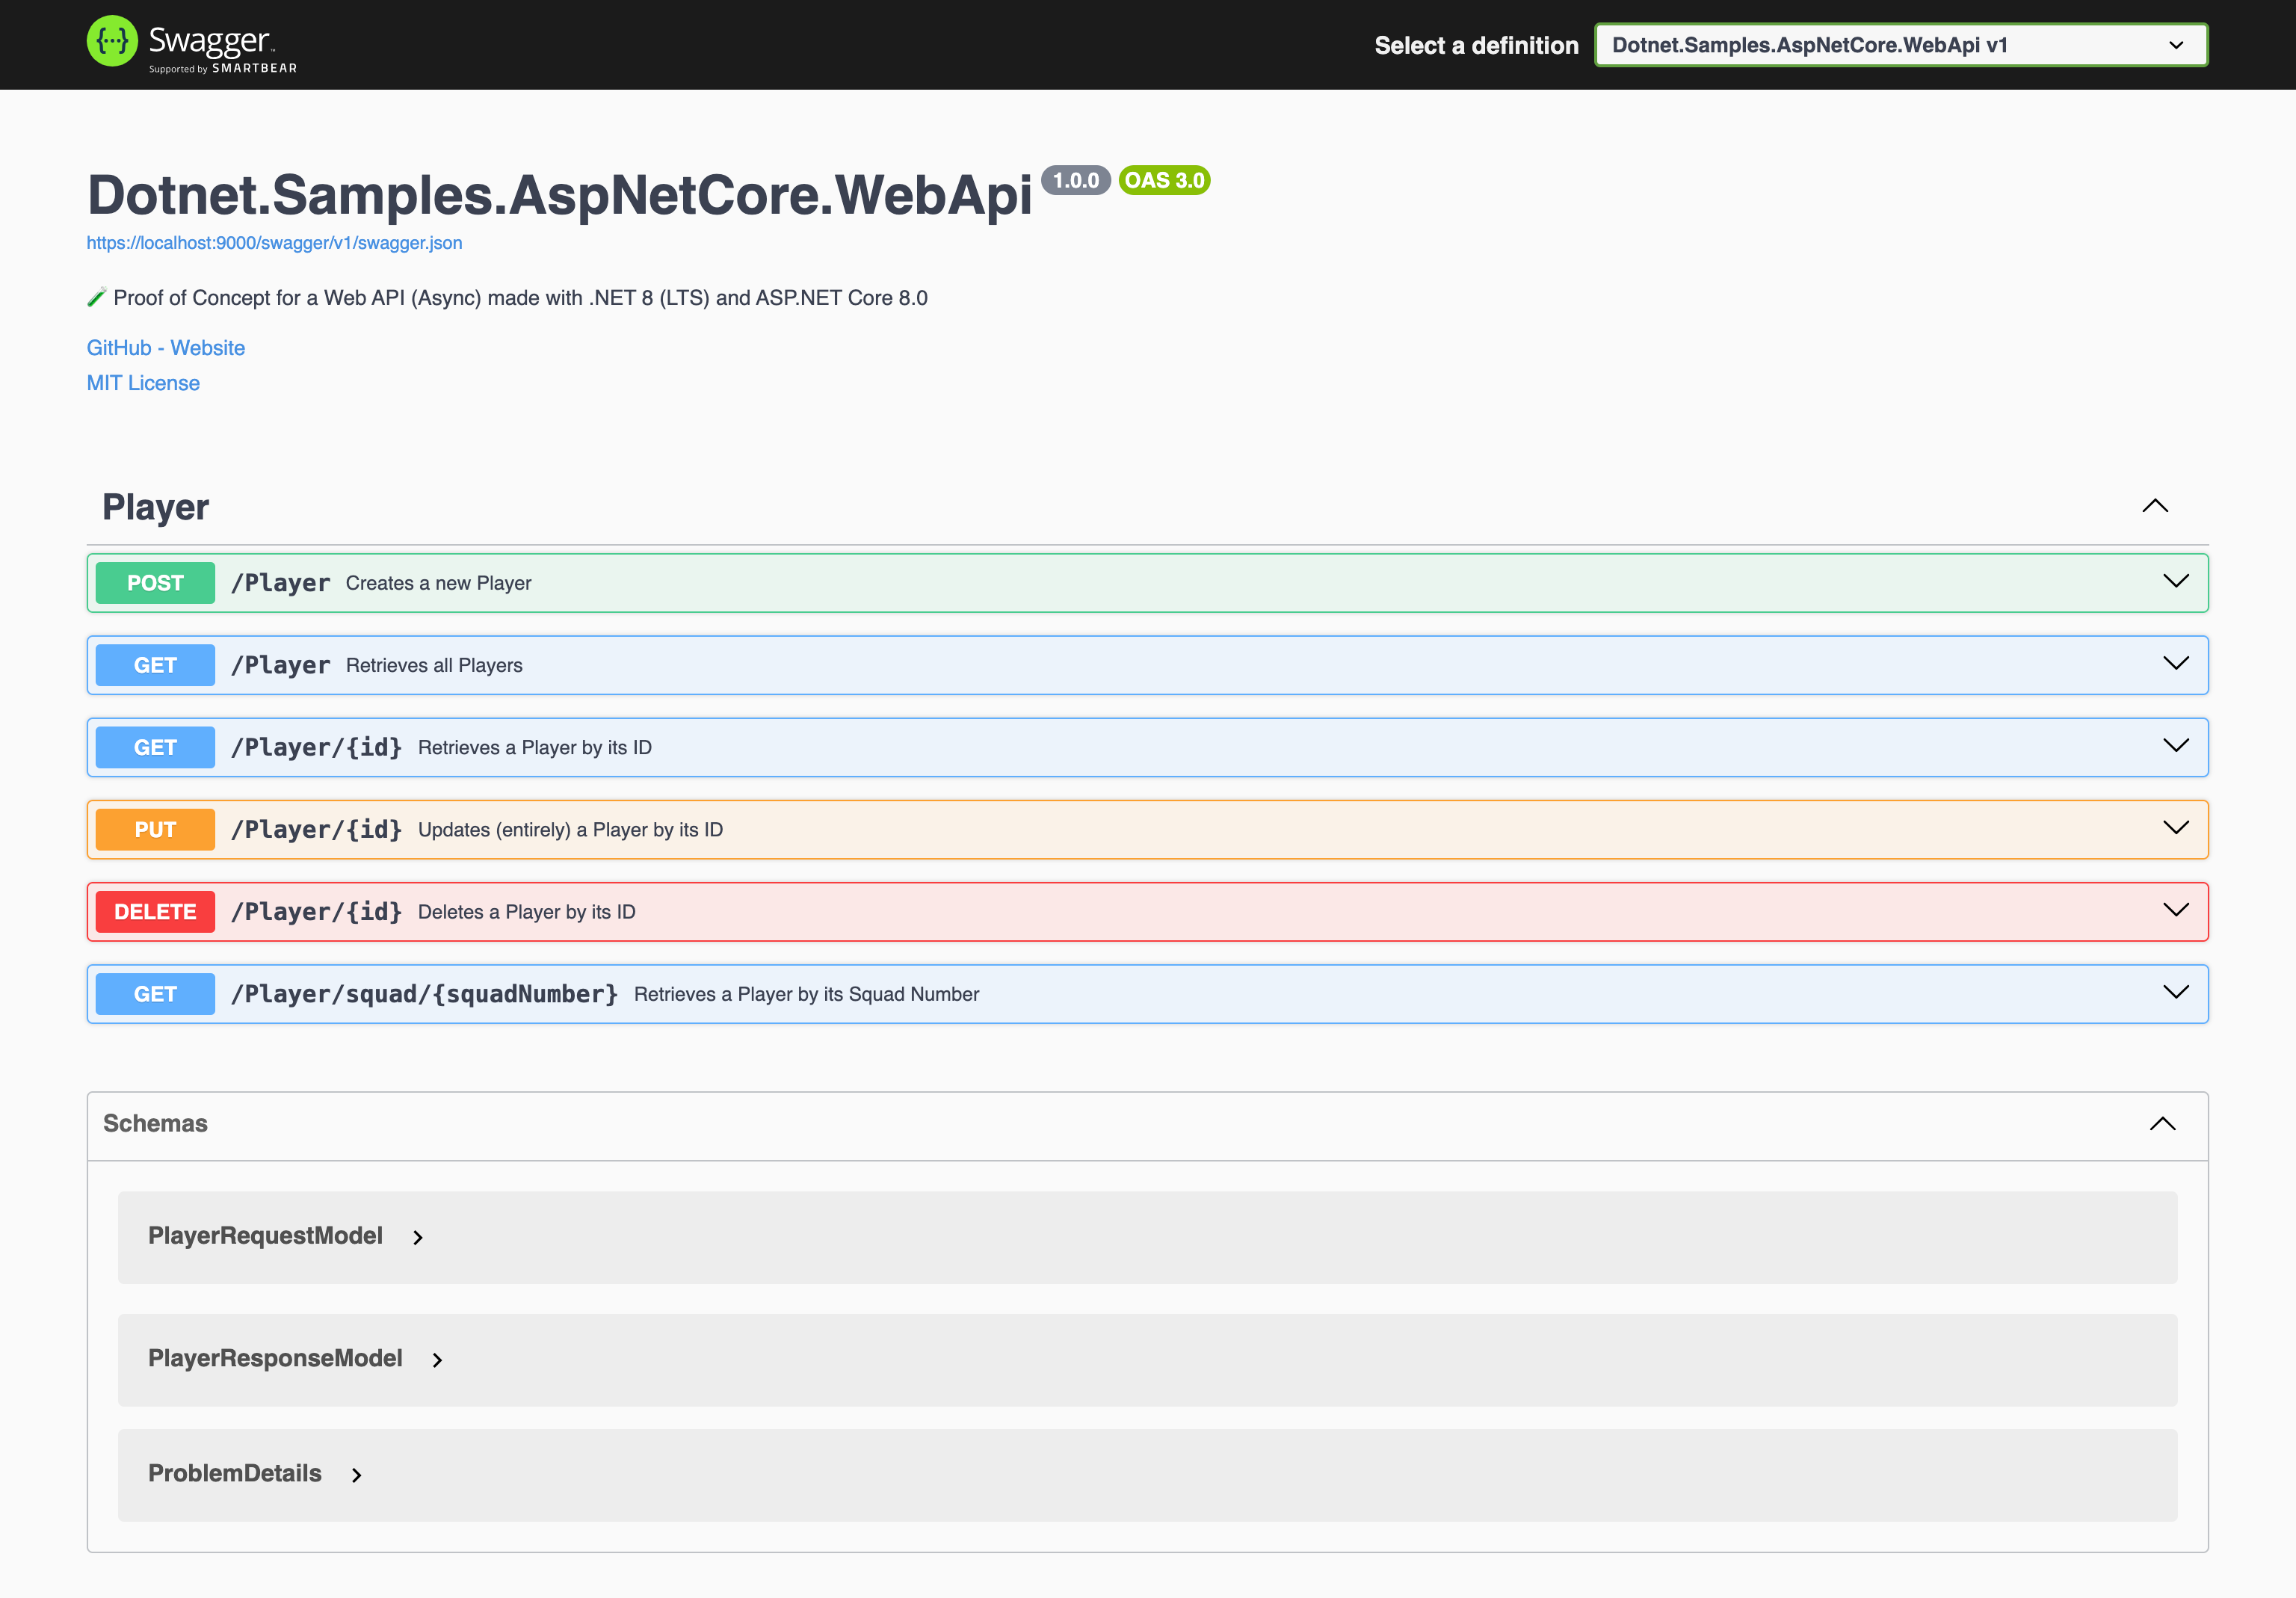 Swagger™
Supported by SMARTBEAR
Select a definition
Dotnet.Samples.AspNetCore.WebApi v1
Dotnet.Samples.AspNetCore.WebApi 1.0.0 OAS 3.0
https://localhost:9000/swagger/v1/swagger.json
🧪 Proof of Concept for a Web API (Async) made with .NET 8 (LTS) and ASP.NET Core 8.0
GitHub - Website
MIT License
Player
POST /Player Creates a new Player
GET /Player Retrieves all Players
GET /Player/{id} Retrieves a Player by its ID
PUT /Player/{id} Updates (entirely) a Player by its ID
DELETE /Player/{id} Deletes a Player by its ID
GET /Player/squad/{squadNumber} Retrieves a Player by its Squad Number
Schemas
PlayerRequestModel
PlayerResponseModel
ProblemDetails